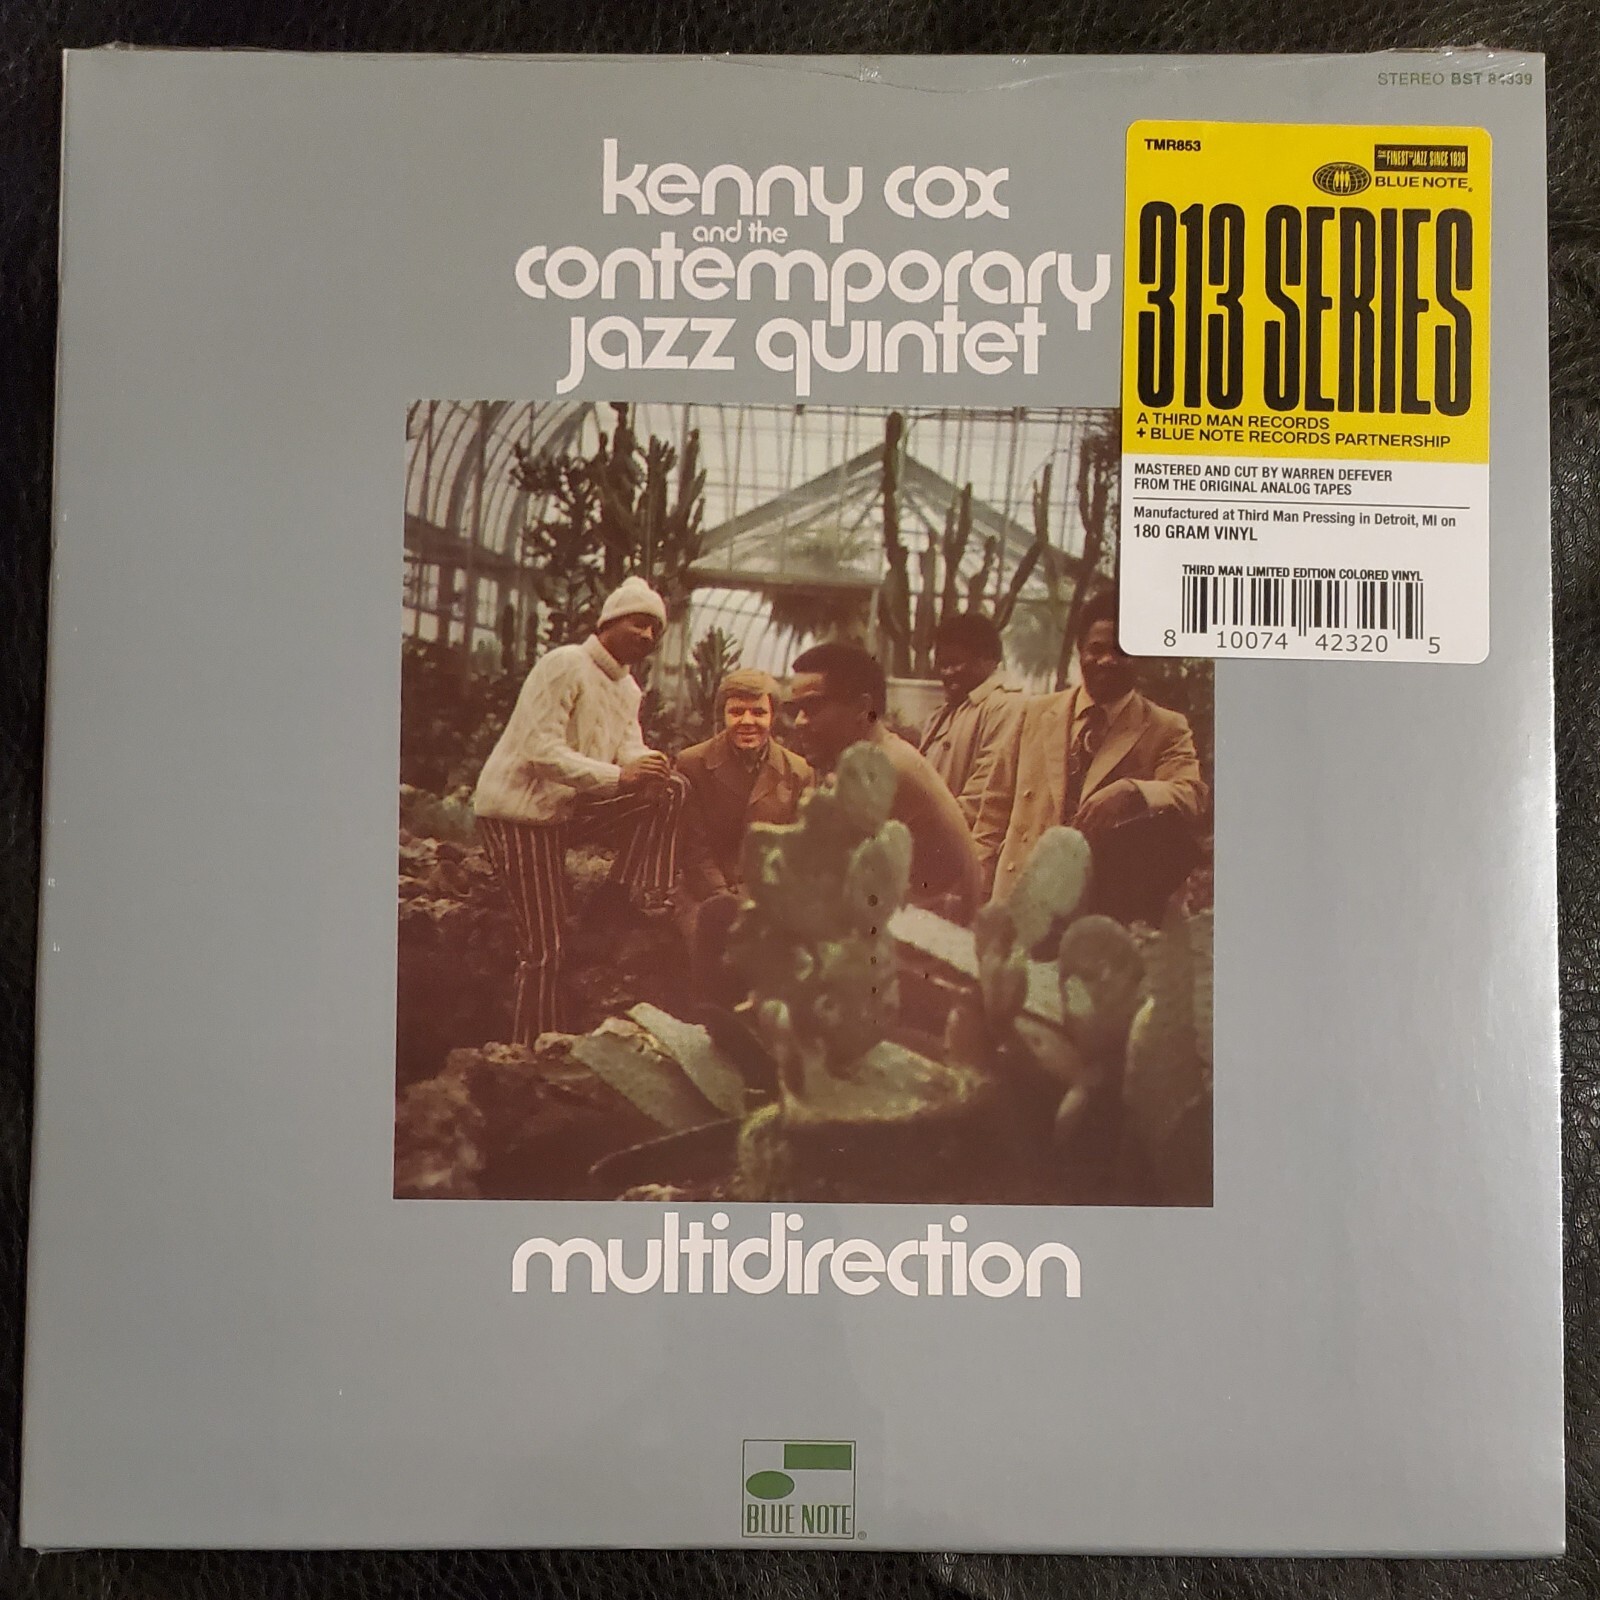 STEREO BST 84339
kenny cox
and the
contemporary
jazz quintet
TMR853
THE FINEST IN JAZZ SINCE 1939
BLUE NOTE®
313 SERIES
A THIRD MAN RECORDS
+ BLUE NOTE RECORDS PARTNERSHIP
MASTERED AND CUT BY WARREN DEFEVER
FROM THE ORIGINAL ANALOG TAPES
Manufactured at Third Man Pressing in Detroit, MI on
180 GRAM VINYL
THIRD MAN LIMITED EDITION COLORED VINYL
8 10074 42320 5
multidirection
BLUE NOTE®